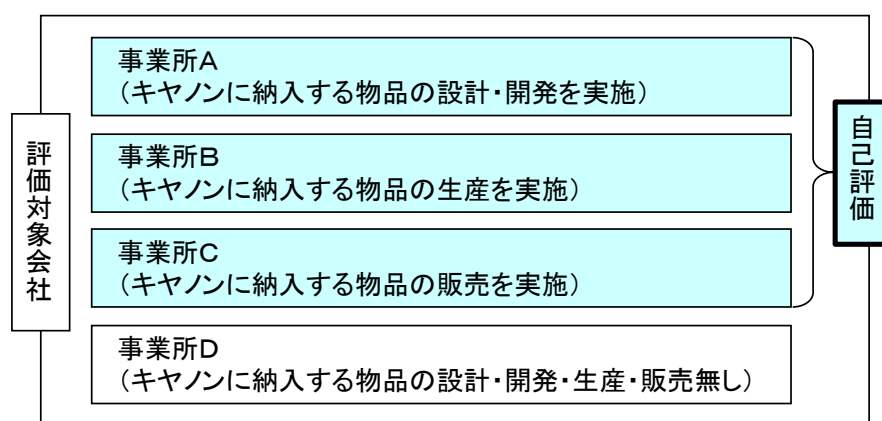 評価対象会社
事業所A
(キヤノンに納入する物品の設計・開発を実施)
事業所B
(キヤノンに納入する物品の生産を実施)
事業所C
(キヤノンに納入する物品の販売を実施)
事業所D
(キヤノンに納入する物品の設計・開発・生産・販売無し)
自己評価